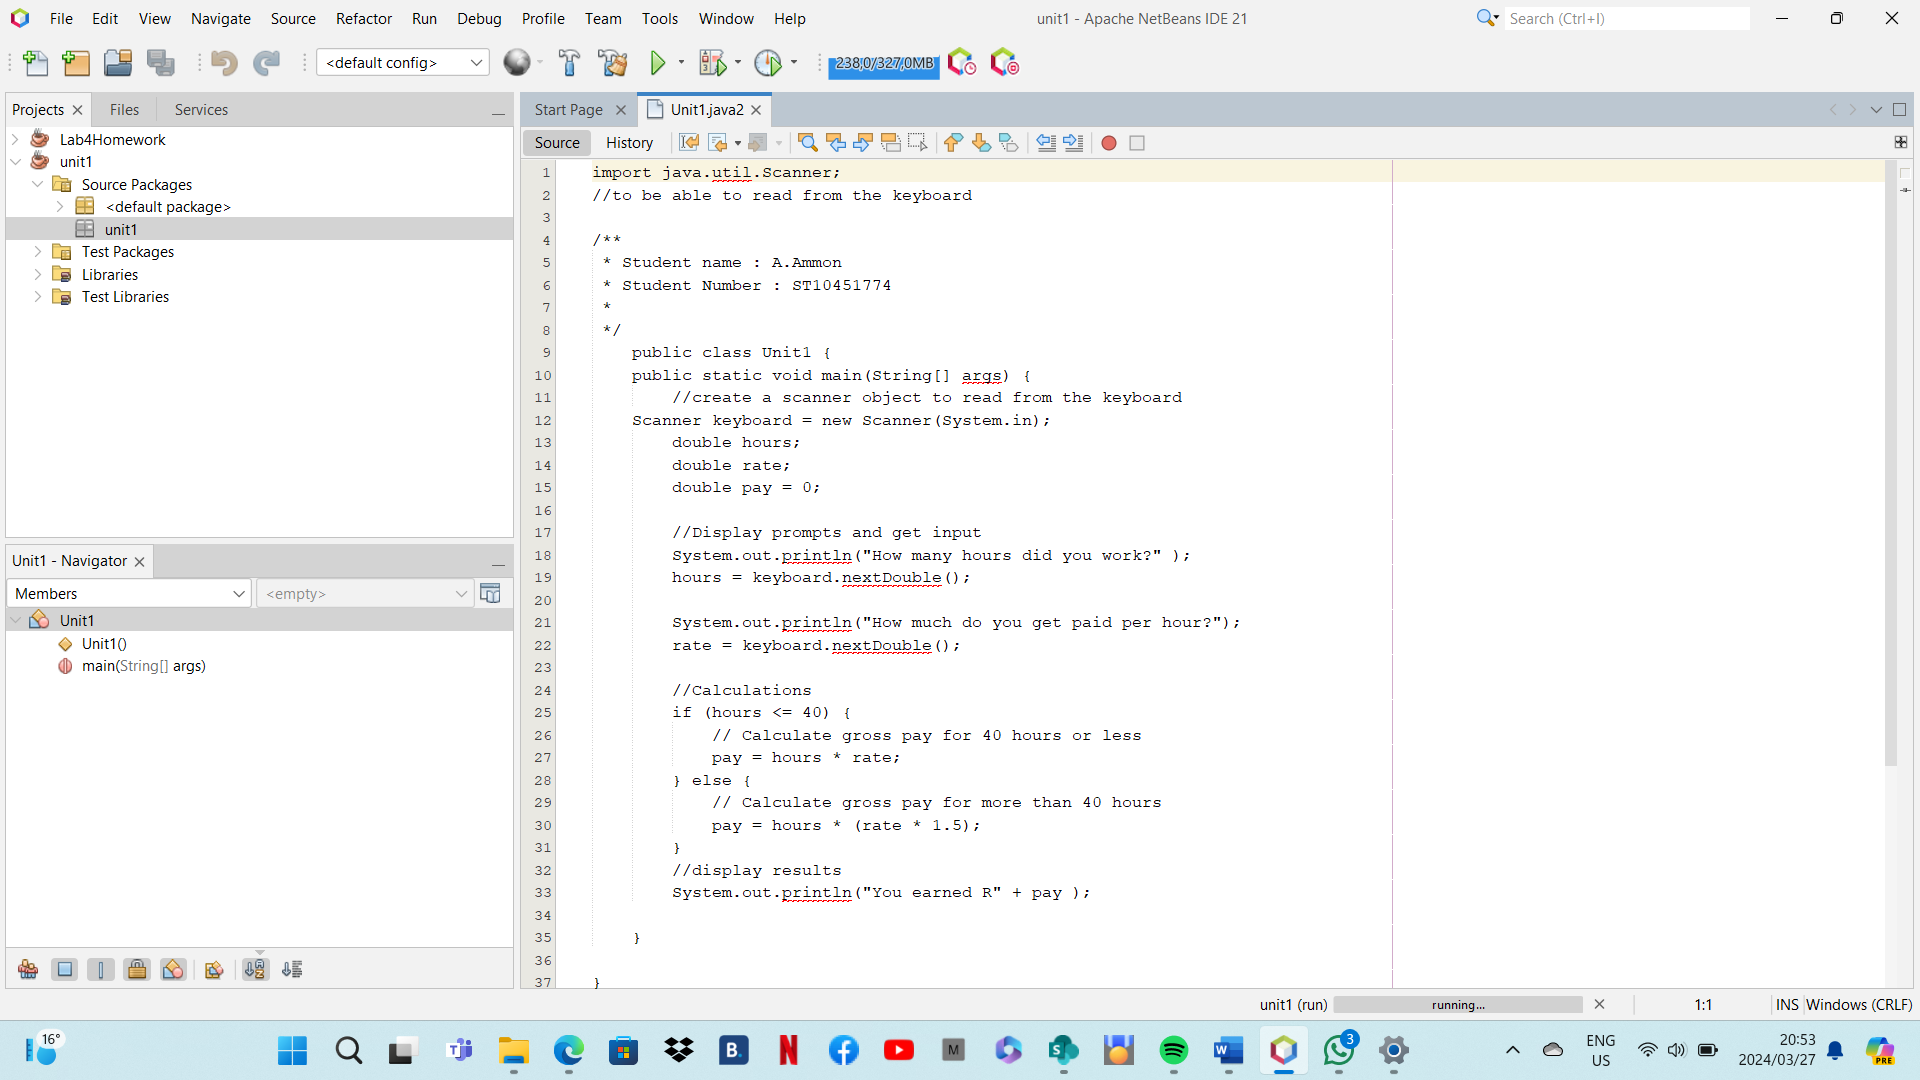 File Edit View Navigate Source Refactor Run Debug Profile Team Tools Window Help unit1 - Apache NetBeans IDE 21 Search (Ctrl+I)
<default config> 238,0/327,0MB
Projects Files Services
Start Page Unit1.java2
Source History
Lab4Homework
unit1
Source Packages
<default package>
unit1
Test Packages
Libraries
Test Libraries
Unit1 - Navigator
Members <empty>
Unit1
Unit1()
main(String[] args)
1 import java.util.Scanner;
2 //to be able to read from the keyboard
3
4 /**
5 * Student name : A.Ammon
6 * Student Number : ST10451774
7 *
8 */
9 public class Unit1 {
10 public static void main(String[] args) {
11 //create a scanner object to read from the keyboard
12 Scanner keyboard = new Scanner(System.in);
13 double hours;
14 double rate;
15 double pay = 0;
16
17 //Display prompts and get input
18 System.out.println("How many hours did you work?" );
19 hours = keyboard.nextDouble();
20
21 System.out.println("How much do you get paid per hour?");
22 rate = keyboard.nextDouble();
23
24 //Calculations
25 if (hours <= 40) {
26 // Calculate gross pay for 40 hours or less
27 pay = hours * rate;
28 } else {
29 // Calculate gross pay for more than 40 hours
30 pay = hours * (rate * 1.5);
31 }
32 //display results
33 System.out.println("You earned R" + pay );
34
35 }
36
37 }
unit1 (run) running... 1:1 INS Windows (CRLF)
16° B. N M W 3 ENG US 20:53 2024/03/27 PRE